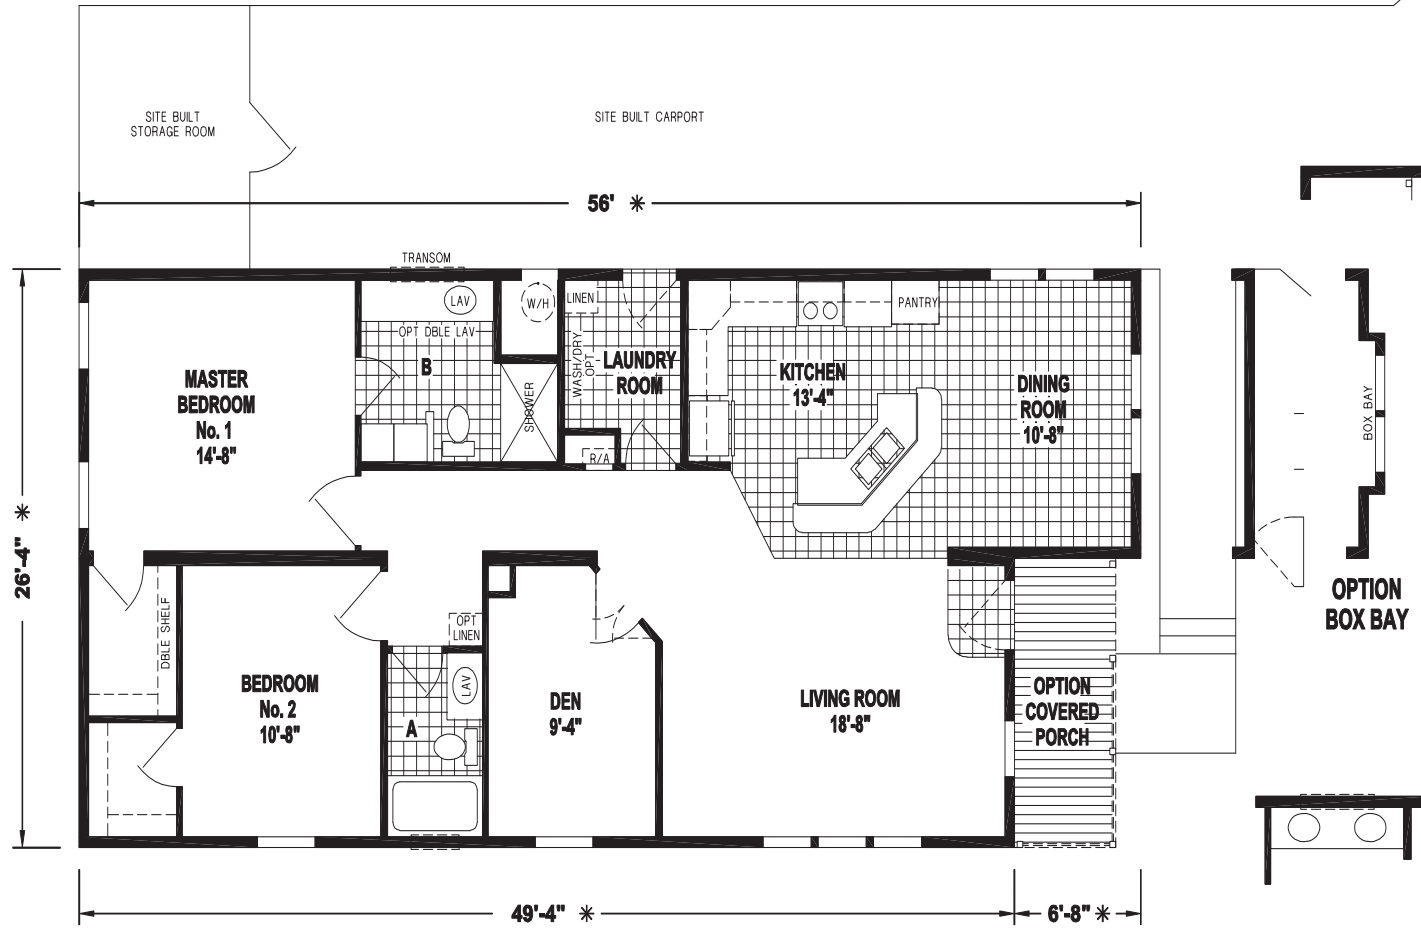 SITE BUILT
STORAGE ROOM
SITE BUILT CARPORT
56' ✳
TRANSOM
LAV
W/H
LINEN
PANTRY
OPT DBLE LAV
B
WASH/DRY
OPT
LAUNDRY
ROOM
KITCHEN
13'-4"
DINING
ROOM
10'-8"
MASTER
BEDROOM
No. 1
14'-8"
SHOWER
R/A
BOX BAY
26'-4" ✳
OPTION
BOX BAY
DBLE SHELF
OPT
LINEN
BEDROOM
No. 2
10'-8"
LAV
A
DEN
9'-4"
LIVING ROOM
18'-8"
OPTION
COVERED
PORCH
49'-4" ✳
6'-8" ✳